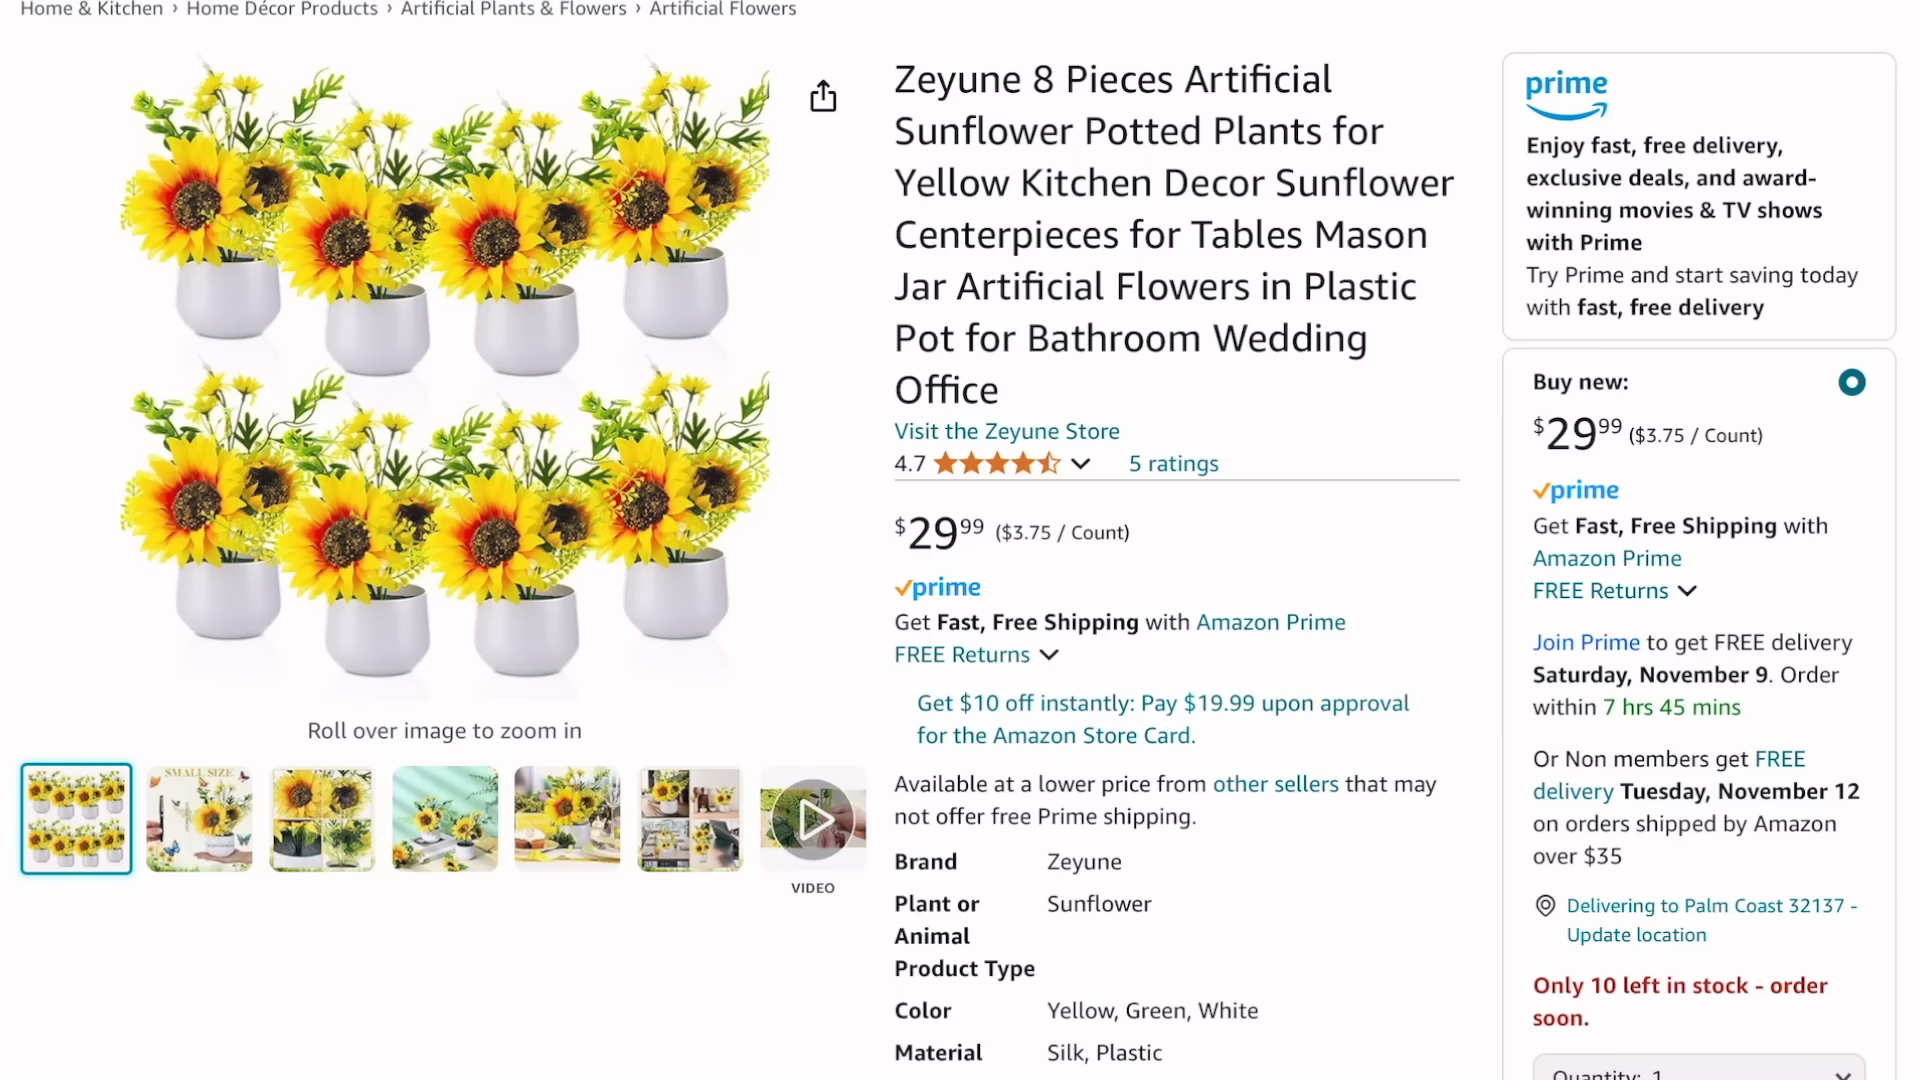 Home & Kitchen › Home Décor Products › Artificial Plants & Flowers › Artificial Flowers
Zeyune 8 Pieces Artificial
Sunflower Potted Plants for
Yellow Kitchen Decor Sunflower
Centerpieces for Tables Mason
Jar Artificial Flowers in Plastic
Pot for Bathroom Wedding
Office
Visit the Zeyune Store
4.7 5 ratings
$29.99 ($3.75 / Count)
prime
Get Fast, Free Shipping with Amazon Prime
FREE Returns
Get $10 off instantly: Pay $19.99 upon approval
for the Amazon Store Card.
Available at a lower price from other sellers that may
not offer free Prime shipping.
Brand Zeyune
Plant or Sunflower
Animal
Product Type
Color Yellow, Green, White
Material Silk, Plastic
Roll over image to zoom in
SMALL SIZE
VIDEO
prime
Enjoy fast, free delivery,
exclusive deals, and award-
winning movies & TV shows
with Prime
Try Prime and start saving today
with fast, free delivery
Buy new:
$29.99 ($3.75 / Count)
prime
Get Fast, Free Shipping with
Amazon Prime
FREE Returns
Join Prime to get FREE delivery
Saturday, November 9. Order
within 7 hrs 45 mins
Or Non members get FREE
delivery Tuesday, November 12
on orders shipped by Amazon
over $35
Delivering to Palm Coast 32137 -
Update location
Only 10 left in stock - order
soon.
Quantity: 1